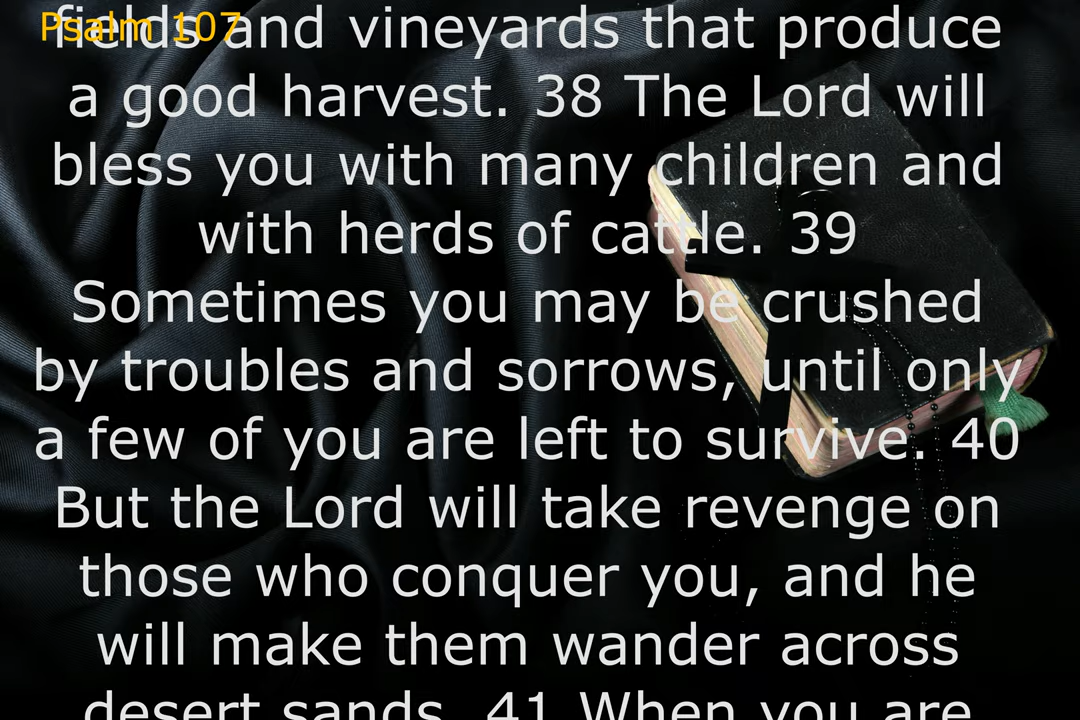 Psalm 107
fields and vineyards that produce
a good harvest. 38 The Lord will
bless you with many children and
with herds of cattle. 39
Sometimes you may be crushed
by troubles and sorrows, until only
a few of you are left to survive. 40
But the Lord will take revenge on
those who conquer you, and he
will make them wander across
desert sands. 41 When you are